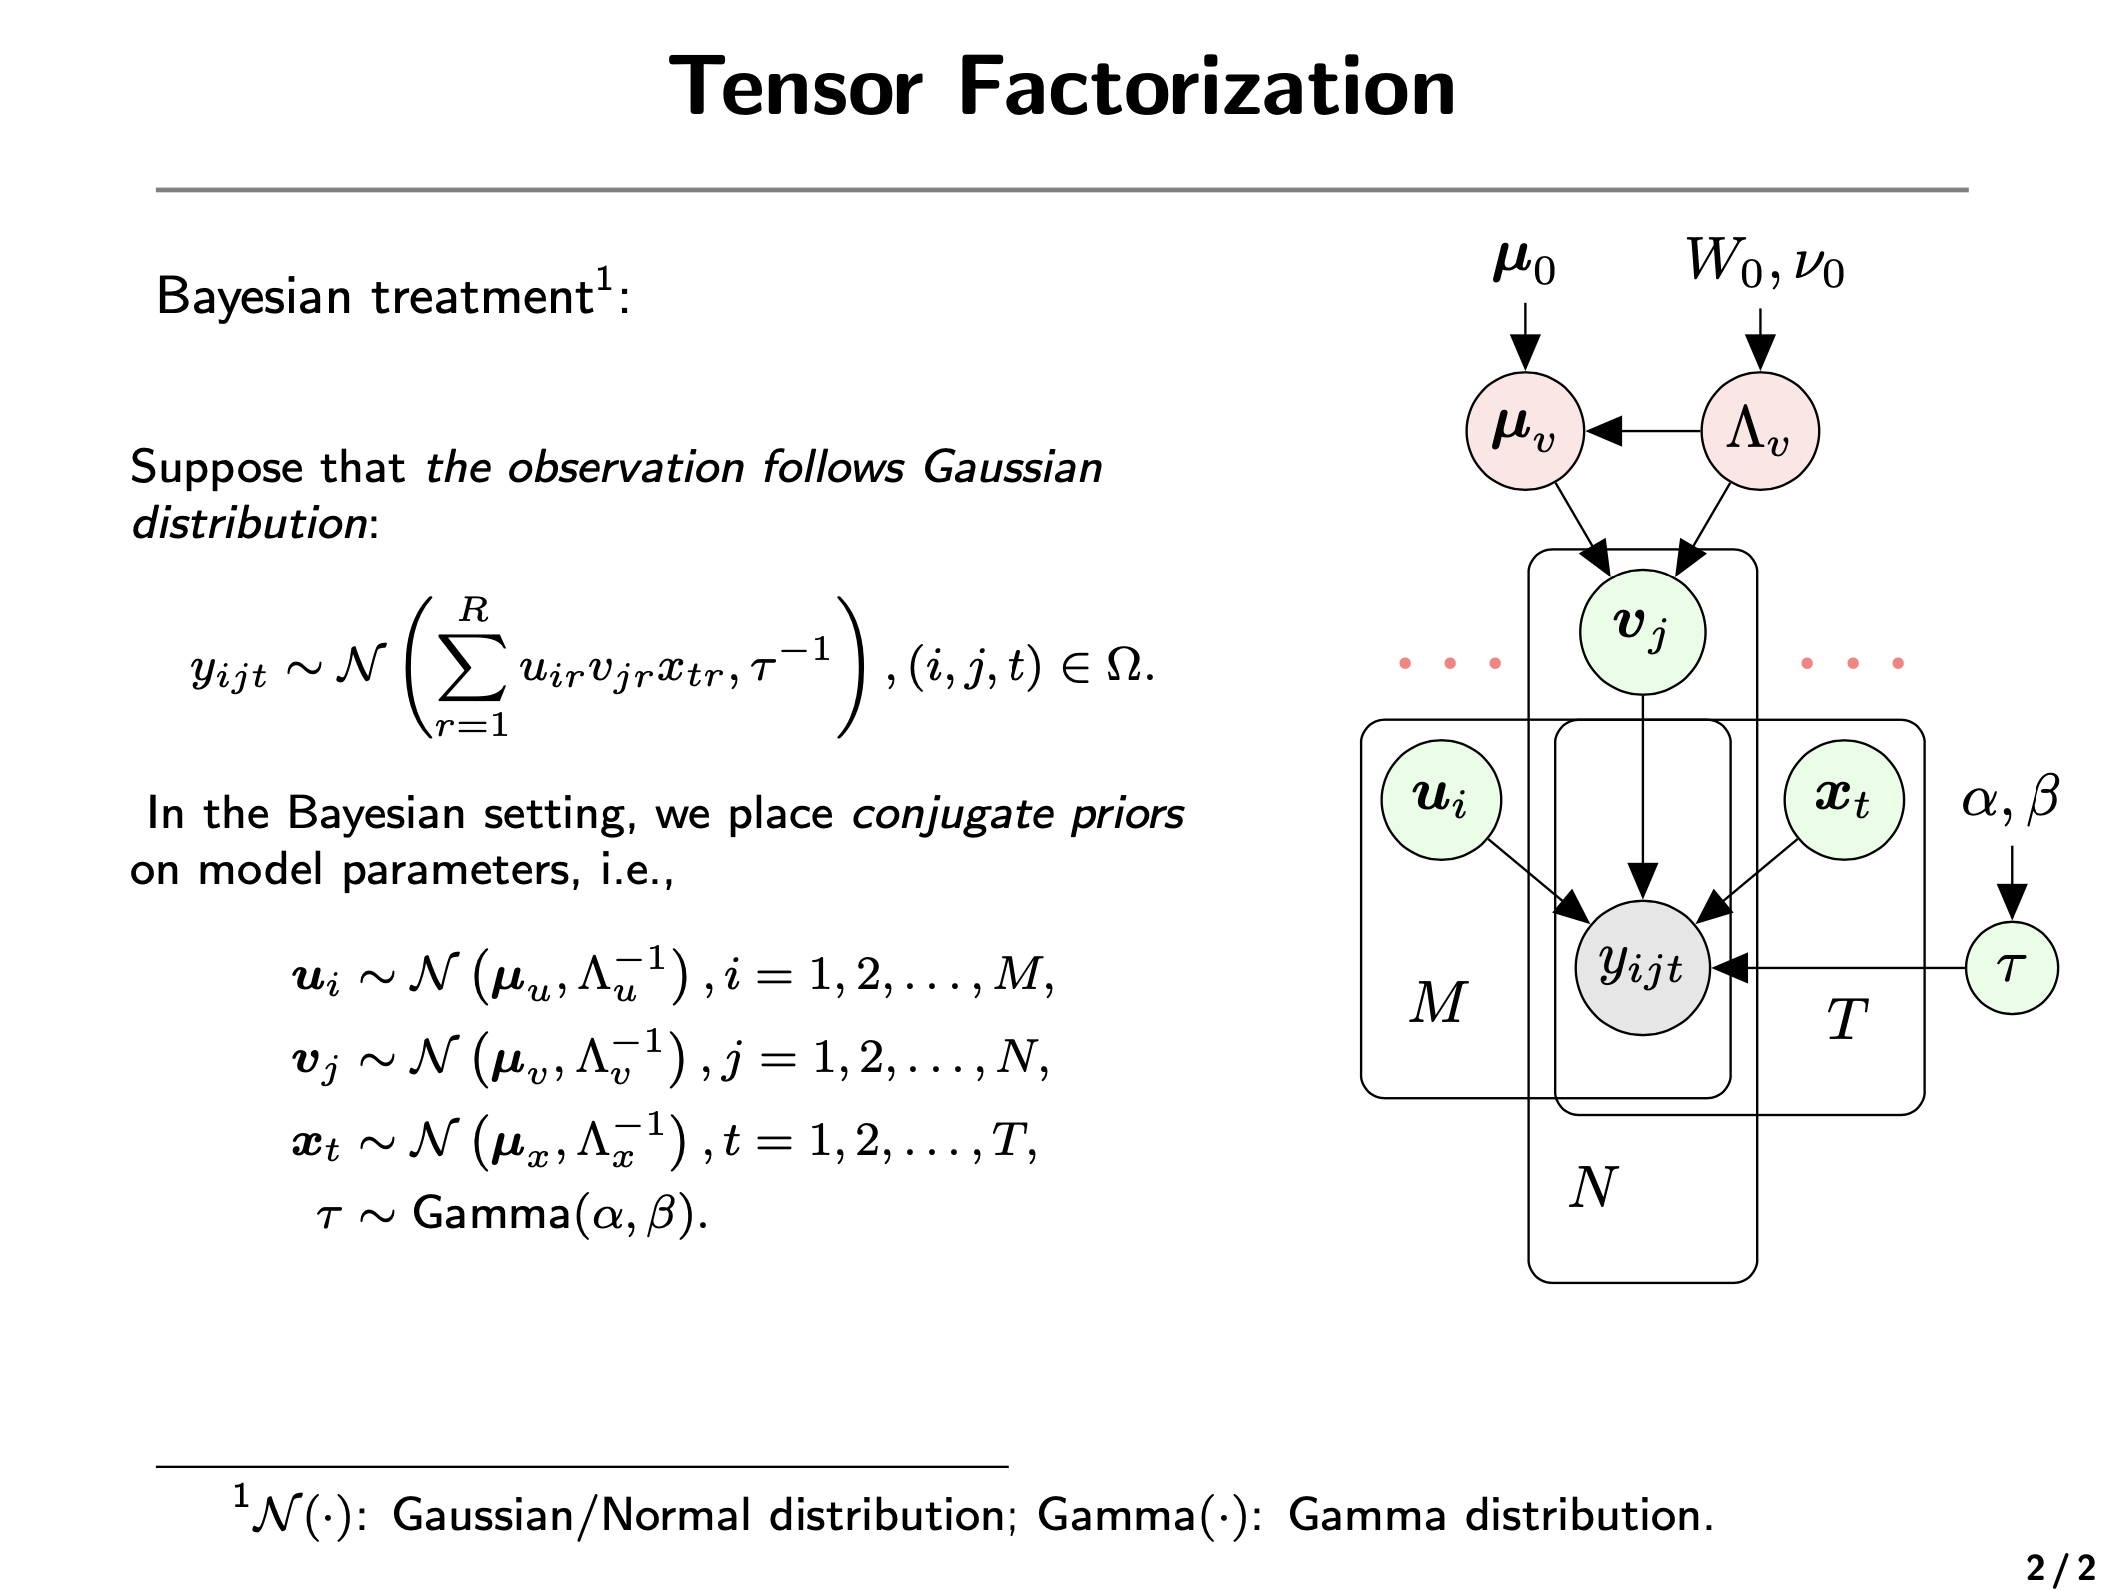 Tensor Factorization
Bayesian treatment¹:
Suppose that the observation follows Gaussian
distribution:
$y_{ijt} \sim \mathcal{N}\left(\sum_{r=1}^{R} u_{ir} v_{jr} x_{tr}, \tau^{-1}\right), (i,j,t) \in \Omega.$
In the Bayesian setting, we place conjugate priors
on model parameters, i.e.,
$\boldsymbol{u}_i \sim \mathcal{N}\left(\boldsymbol{\mu}_u, \Lambda_u^{-1}\right), i = 1, 2, \ldots, M,$
$\boldsymbol{v}_j \sim \mathcal{N}\left(\boldsymbol{\mu}_v, \Lambda_v^{-1}\right), j = 1, 2, \ldots, N,$
$\boldsymbol{x}_t \sim \mathcal{N}\left(\boldsymbol{\mu}_x, \Lambda_x^{-1}\right), t = 1, 2, \ldots, T,$
$\tau \sim \text{Gamma}(\alpha, \beta).$
$\boldsymbol{\mu}_0$
$W_0, \nu_0$
$\boldsymbol{\mu}_v$
$\Lambda_v$
$\boldsymbol{v}_j$
$\boldsymbol{u}_i$
$\boldsymbol{x}_t$
$\alpha, \beta$
$y_{ijt}$
$\tau$
$M$
$T$
$N$
¹$\mathcal{N}(\cdot)$: Gaussian/Normal distribution; Gamma(·): Gamma distribution.
2 / 2